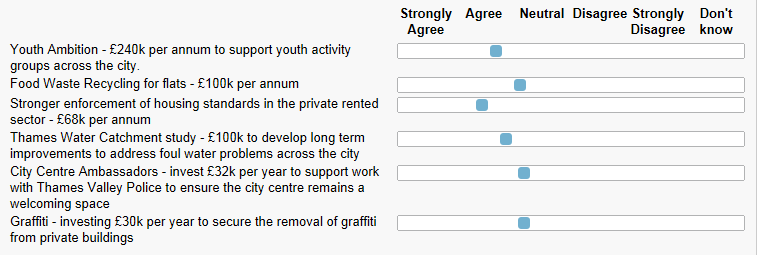 Strongly Agree Neutral Disagree Strongly Don't
Agree Disagree know
Youth Ambition - £240k per annum to support youth activity
groups across the city.
Food Waste Recycling for flats - £100k per annum
Stronger enforcement of housing standards in the private rented
sector - £68k per annum
Thames Water Catchment study - £100k to develop long term
improvements to address foul water problems across the city
City Centre Ambassadors - invest £32k per year to support work
with Thames Valley Police to ensure the city centre remains a
welcoming space
Graffiti - investing £30k per year to secure the removal of graffiti
from private buildings